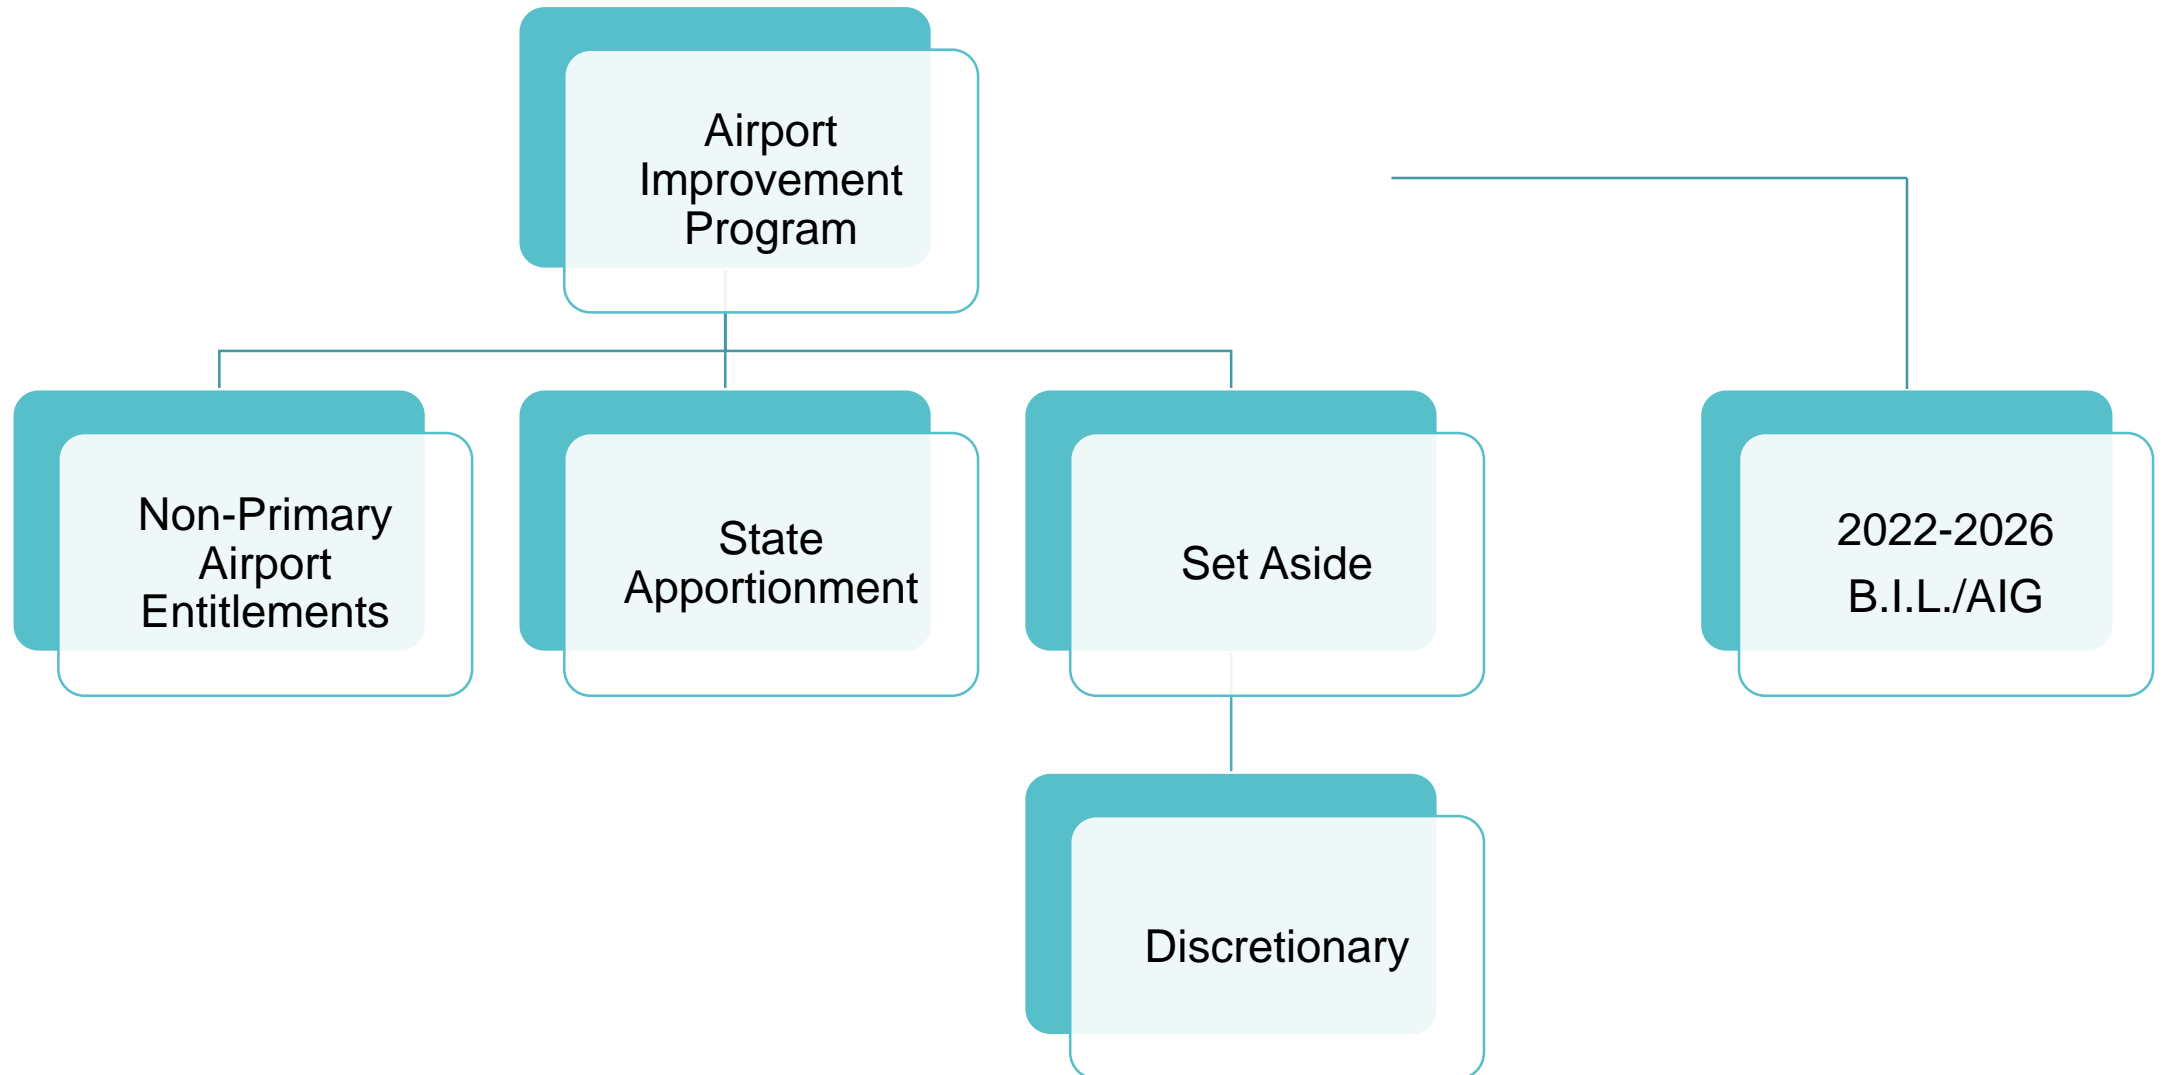 Airport
Improvement
Program
Non-Primary
Airport
Entitlements
State
Apportionment
Set Aside
2022-2026
B.I.L./AIG
Discretionary